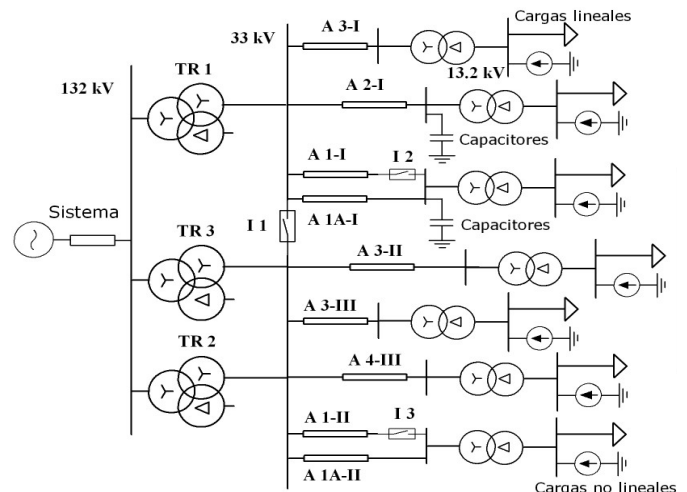 Cargas lineales
A 3-I
33 kV
13.2 kV
TR 1
132 kV
A 2-I
Capacitores
A 1-I
I 2
Sistema
A 1A-I
Capacitores
I 1
TR 3
A 3-II
A 3-III
TR 2
A 4-III
A 1-II
I 3
A 1A-II
Cargas no lineales